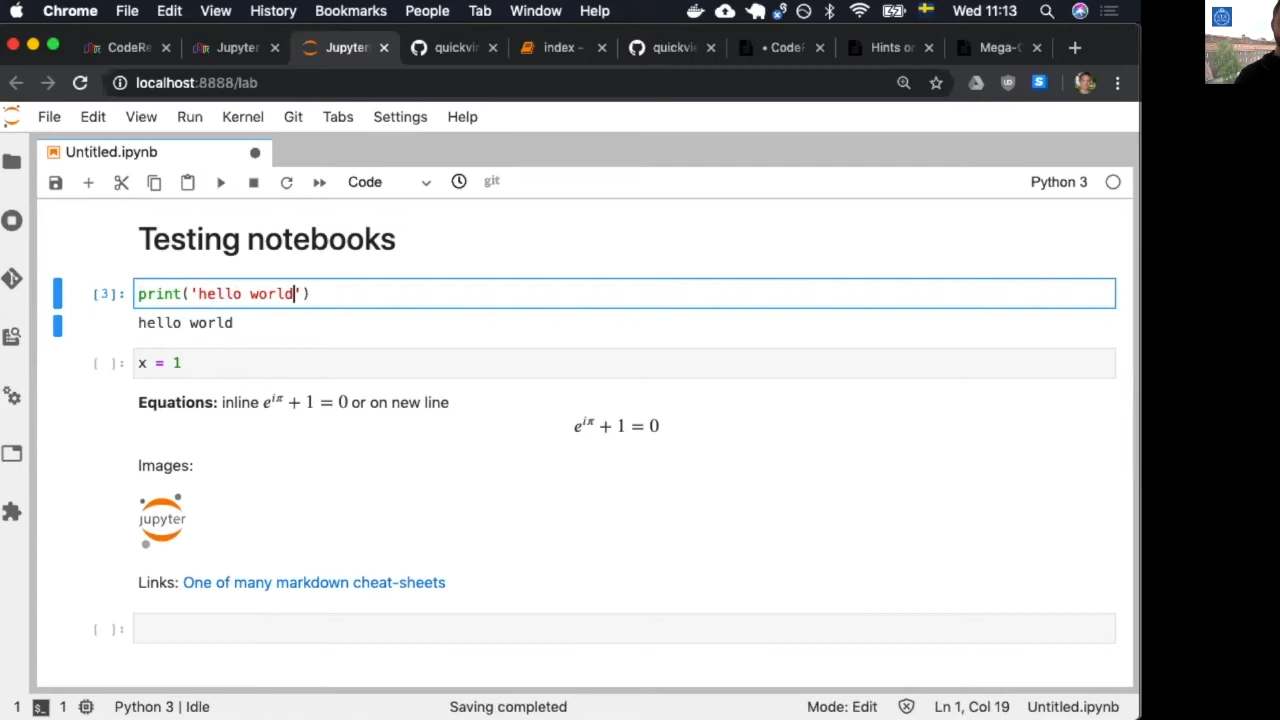 Chrome File Edit View History Bookmarks People Tab Window Help Wed 11:13
CodeRe Jupyter Jupyter quickvi index – quickvie • CodeF Hints or Mega-C
localhost:8888/lab
File Edit View Run Kernel Git Tabs Settings Help
Untitled.ipynb
Code git Python 3
Testing notebooks
[3]: print('hello world')
hello world
[ ]: x = 1
Equations: inline e^{iπ} + 1 = 0 or on new line
e^{iπ} + 1 = 0
Images:
jupyter
Links: One of many markdown cheat-sheets
[ ]:
1 $_ 1 Python 3 | Idle Saving completed Mode: Edit Ln 1, Col 19 Untitled.ipynb